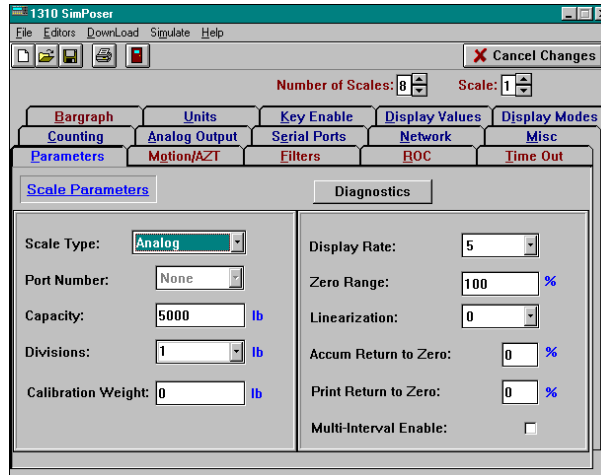 1310 SimPoser
File Editors DownLoad Simulate Help
Cancel Changes
Number of Scales: 8 Scale: 1
Bargraph Units Key Enable Display Values Display Modes
Counting Analog Output Serial Ports Network Misc
Parameters Motion/AZT Filters ROC Time Out
Scale Parameters Diagnostics
Scale Type: Analog
Port Number: None
Capacity: 5000 lb
Divisions: 1 lb
Calibration Weight: 0 lb
Display Rate: 5
Zero Range: 100 %
Linearization: 0
Accum Return to Zero: 0 %
Print Return to Zero: 0 %
Multi-Interval Enable: